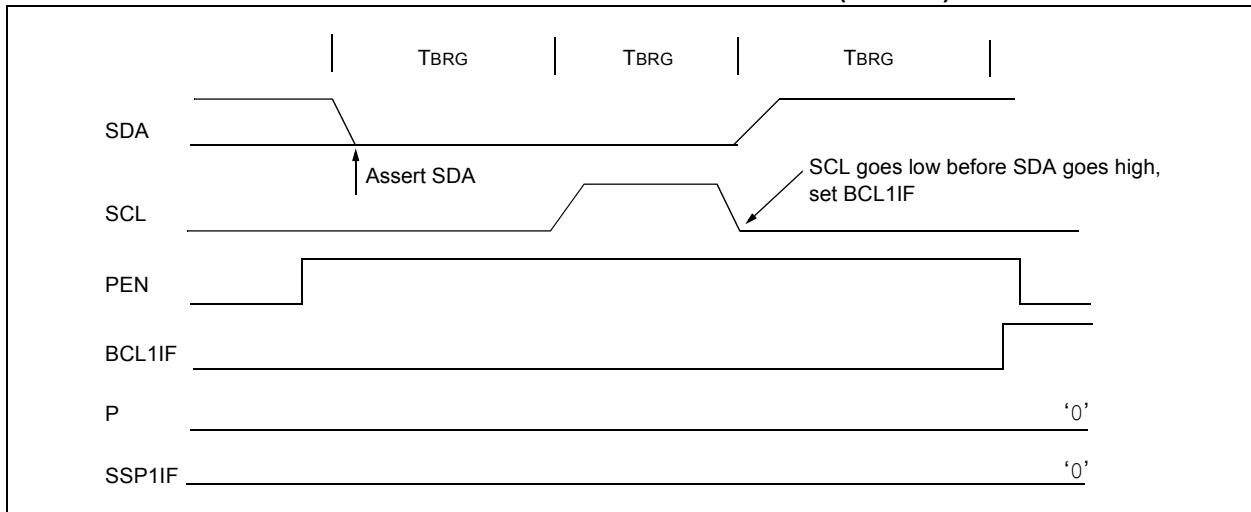 TBRG TBRG TBRG
SDA
Assert SDA
SCL goes low before SDA goes high,
set BCL1IF
SCL
PEN
BCL1IF
P
‘0’
SSP1IF
‘0’